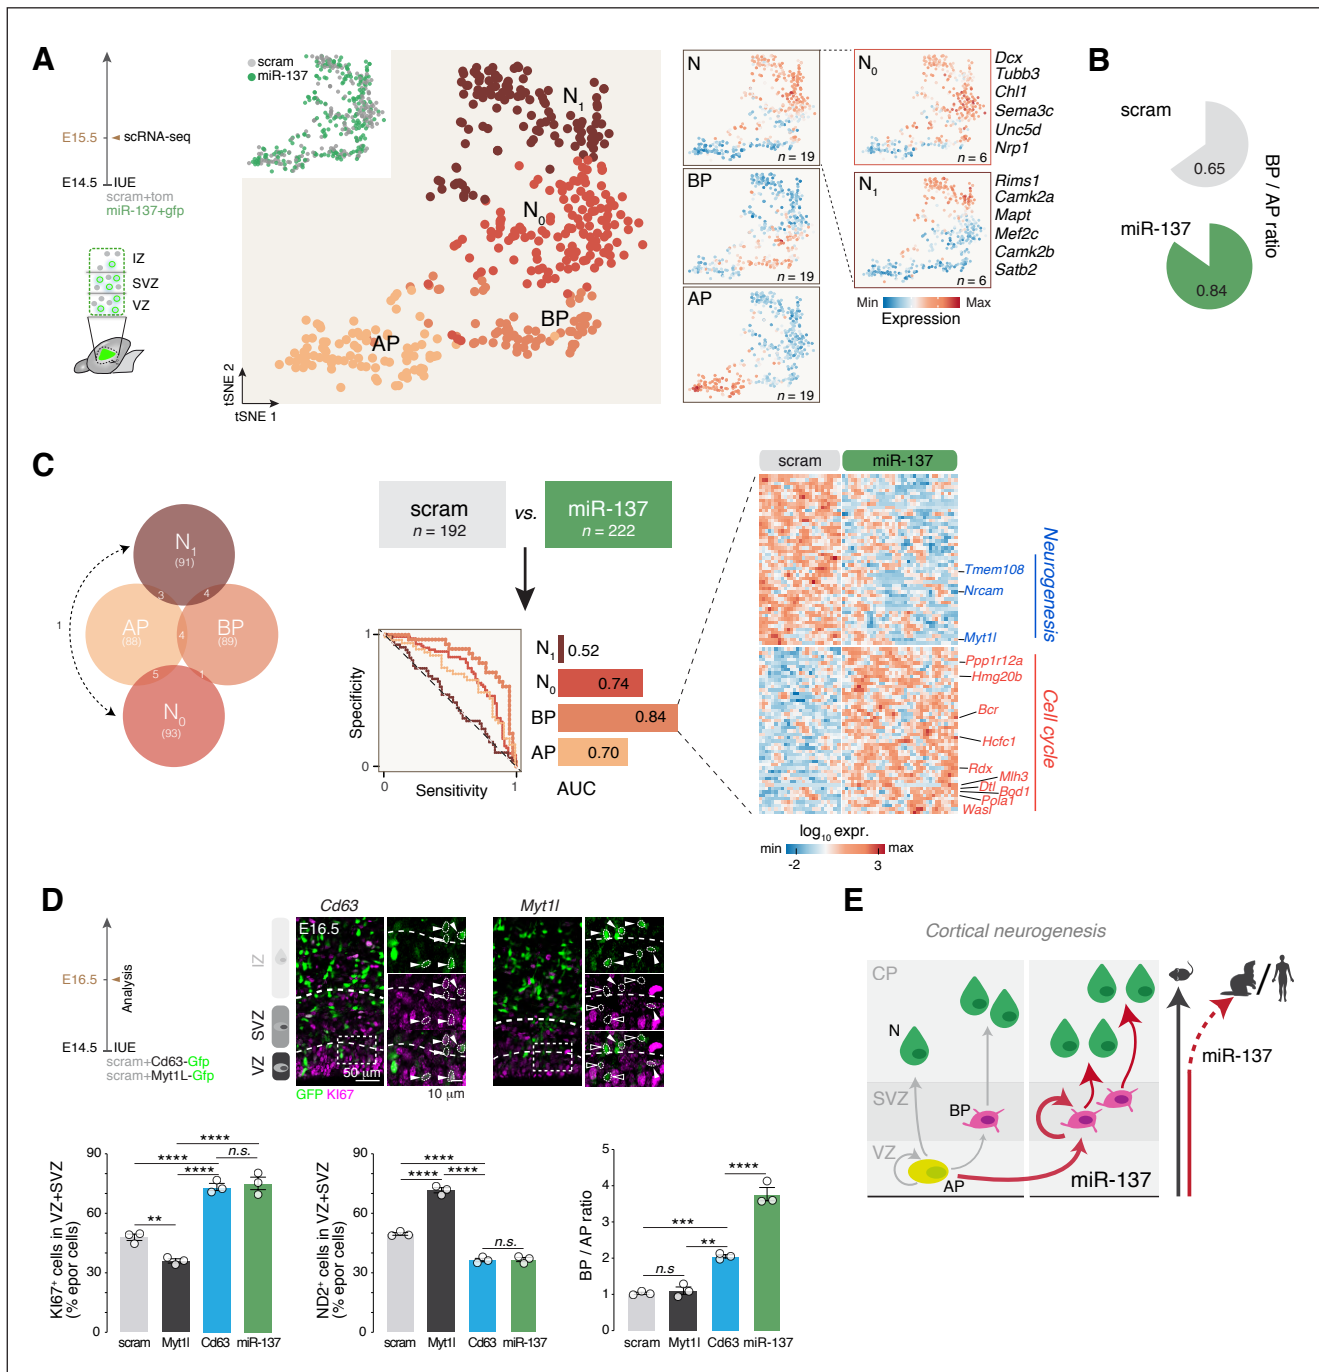 A
scram
miR-137
E15.5
scRNA-seq
E14.5
IUE
scram+tom
miR-137+gfp
IZ
SVZ
VZ
N1
N0
BP
AP
tSNE 2
tSNE 1
N
n = 19
BP
n = 19
AP
n = 19
N0
n = 6
Dcx
Tubb3
Chl1
Sema3c
Unc5d
Nrp1
N1
n = 6
Rims1
Camk2a
Mapt
Mef2c
Camk2b
Satb2
Min
Max
Expression
B
scram
0.65
miR-137
0.84
BP / AP ratio
C
N1
(91)
3
4
AP
(88)
4
BP
(89)
5
1
N0
(93)
1
scram
n = 192
vs.
miR-137
n = 222
1
Specificity
0
0
Sensitivity
1
N1
0.52
N0
0.74
BP
0.84
AP
0.70
AUC
scram
miR-137
Tmem108
Nrcam
Myt1l
Neurogenesis
Ppp1r12a
Hmg20b
Bcr
Hcfc1
Rdx
Mlh3
Dtl
Bod1
Pola1
Wasl
Cell cycle
log10 expr.
min
max
-2
3
D
E16.5
Analysis
E14.5
IUE
scram+Cd63-Gfp
scram+Myt1L-Gfp
IZ
SVZ
VZ
Cd63
Myt1l
E16.5
50 µm
GFP KI67
10 µm
KI67+ cells in VZ+SVZ
(% epor cells)
90
60
30
0
****
****
n.s.
****
**
scram
Myt1l
Cd63
miR-137
ND2+ cells in VZ+SVZ
(% epor cells)
90
60
30
0
****
****
****
n.s.
scram
Myt1l
Cd63
miR-137
BP / AP ratio
5
4
3
2
1
0
****
***
**
n.s
scram
Myt1l
Cd63
miR-137
E
Cortical neurogenesis
CP
N
SVZ
BP
VZ
AP
miR-137
/
miR-137